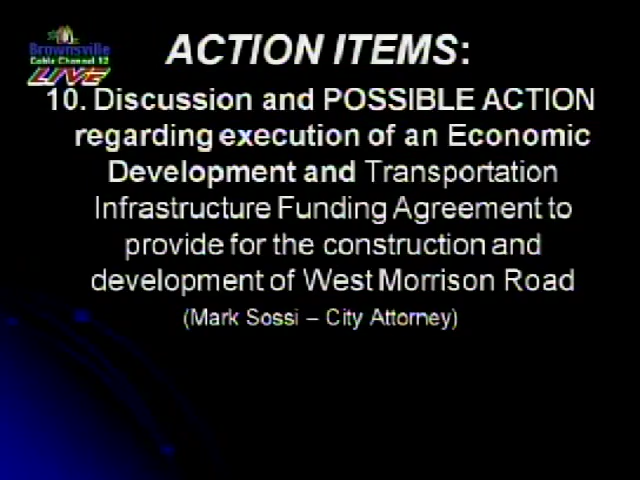 Brownsville
Cable Channel 12
LIVE
ACTION ITEMS:
10. Discussion and POSSIBLE ACTION
regarding execution of an Economic
Development and Transportation
Infrastructure Funding Agreement to
provide for the construction and
development of West Morrison Road
(Mark Sossi – City Attorney)